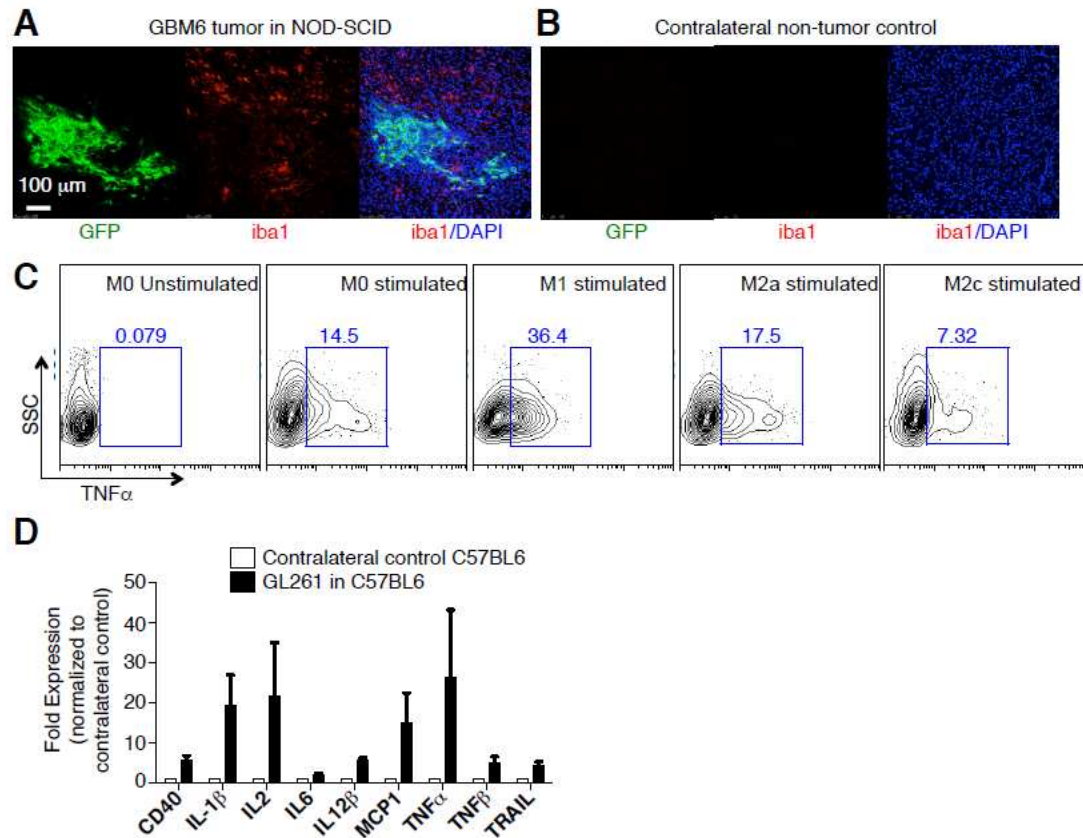 A
GBM6 tumor in NOD-SCID
100 μm
GFP
iba1
iba1/DAPI
B
Contralateral non-tumor control
GFP
iba1
iba1/DAPI
C
M0 Unstimulated
M0 stimulated
M1 stimulated
M2a stimulated
M2c stimulated
0.079
14.5
36.4
17.5
7.32
SSC
TNFα
D
Contralateral control C57BL6
GL261 in C57BL6
Fold Expression
(normalized to
contralateral control)
50
40
30
20
10
0
CD40
IL-1β
IL2
IL6
IL12β
MCP1
TNFα
TNFβ
TRAIL